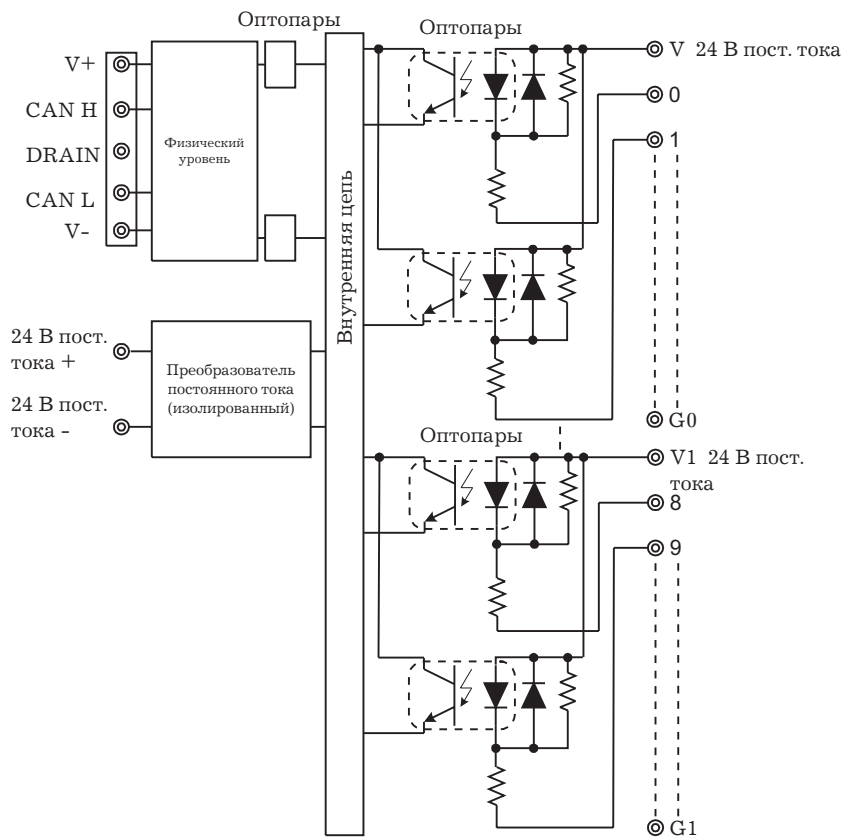 Оптопары
Оптопары
V+
CAN H
DRAIN
CAN L
V-
Физический
уровень
Внутренняя цепь
V 24 В пост. тока
0
1
24 В пост.
тока +
24 В пост.
тока -
Преобразователь
постоянного тока
(изолированный)
G0
Оптопары
V1 24 В пост.
тока
8
9
G1